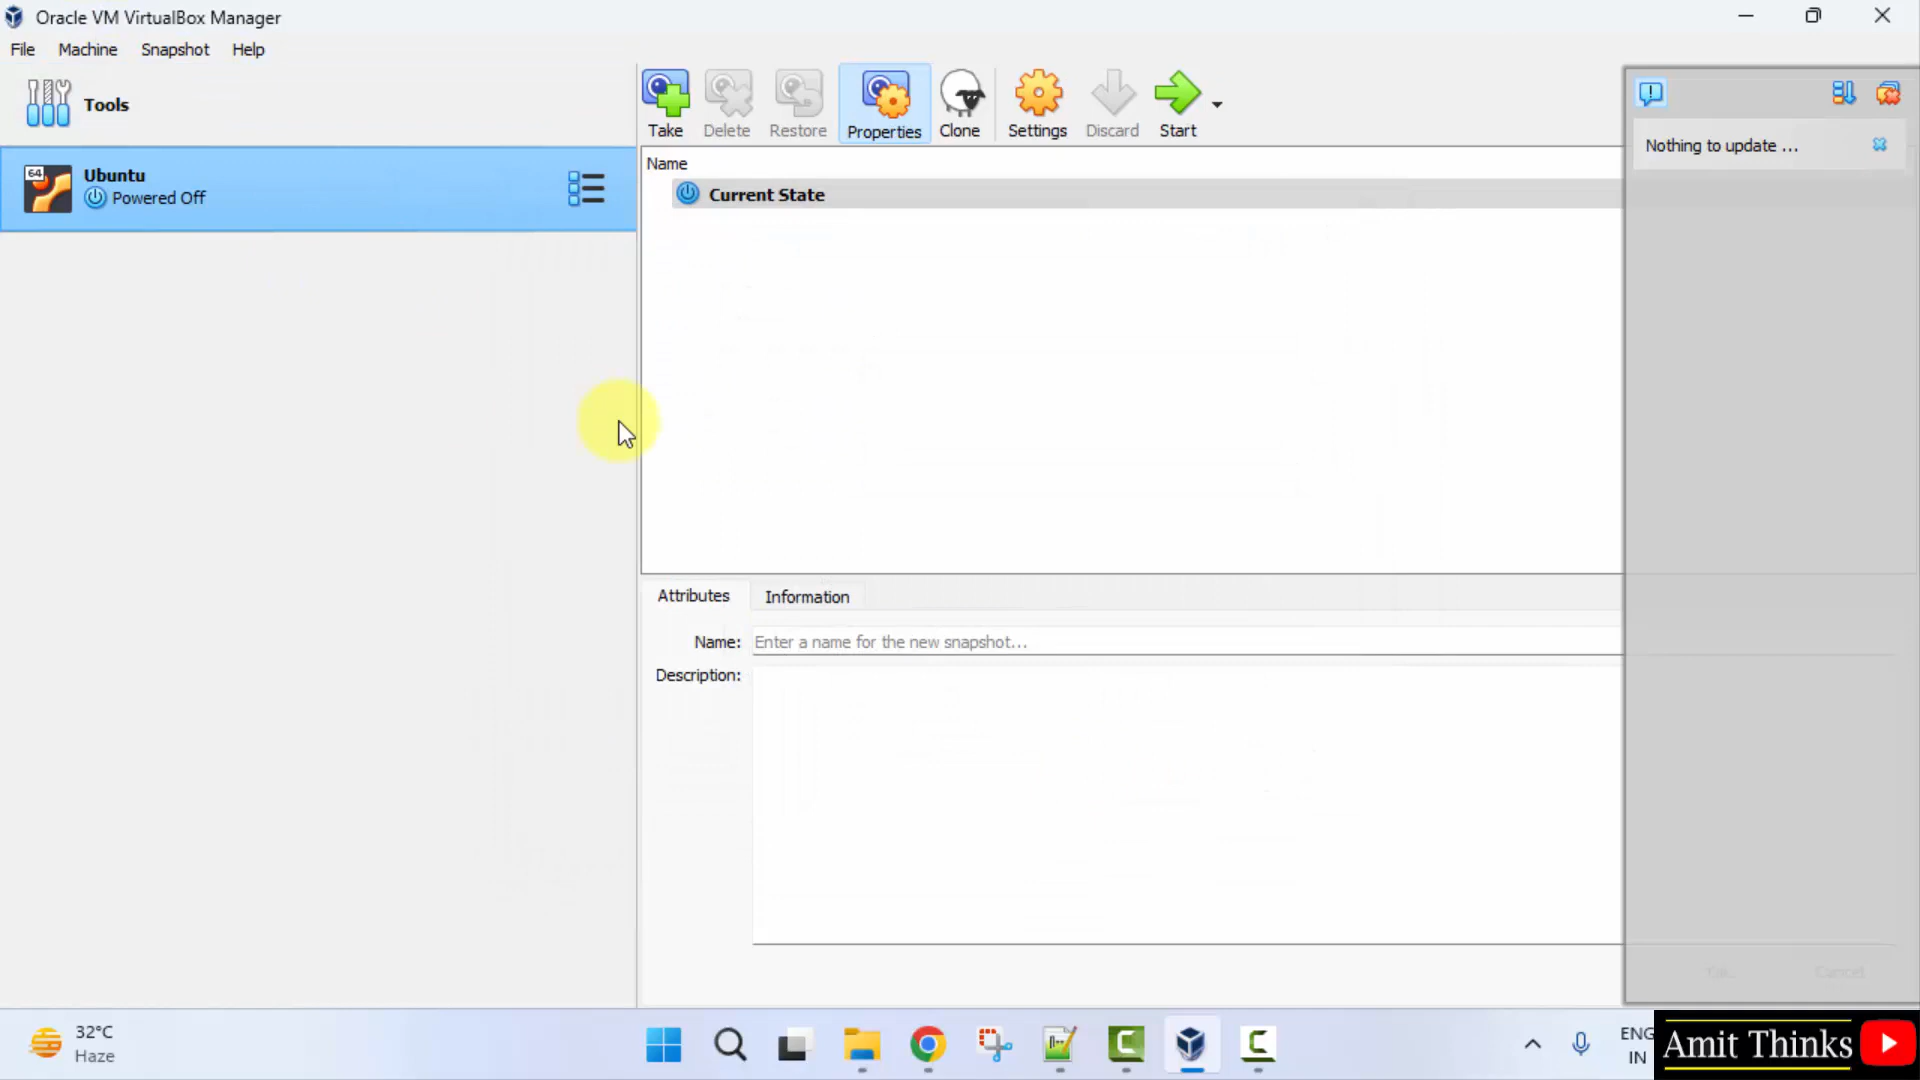 Oracle VM VirtualBox Manager
File Machine Snapshot Help
Tools
Take Delete Restore Properties Clone Settings Discard Start
64
Ubuntu
Powered Off
Name
Current State
Nothing to update ...
Attributes Information
Name: Enter a name for the new snapshot...
Description:
Cancel
32°C
Haze
ENG
IN
Amit Thinks